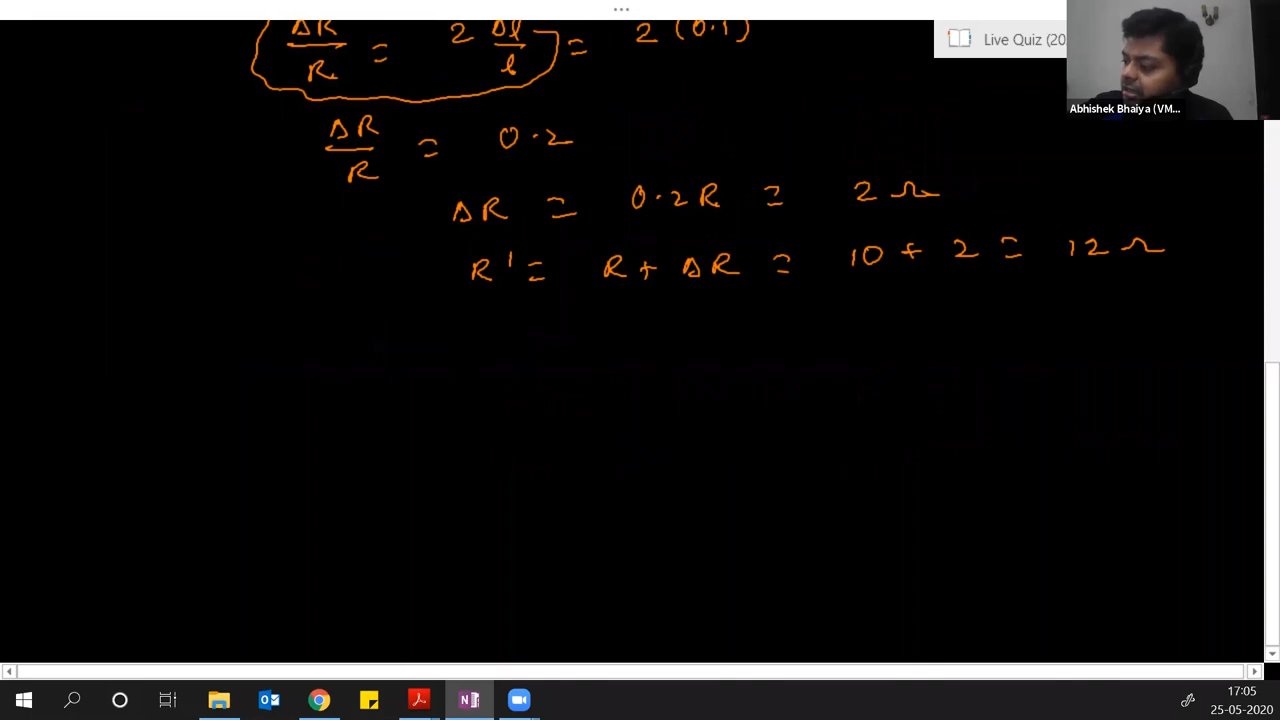 ...
Live Quiz (20
ΔR/R = 2 Δl/l = 2 (0.1)
Abhishek Bhaiya (VM...
ΔR/R = 0.2
ΔR = 0.2R = 2 Ω
R' = R + ΔR = 10 + 2 = 12 Ω
17:05
25-05-2020